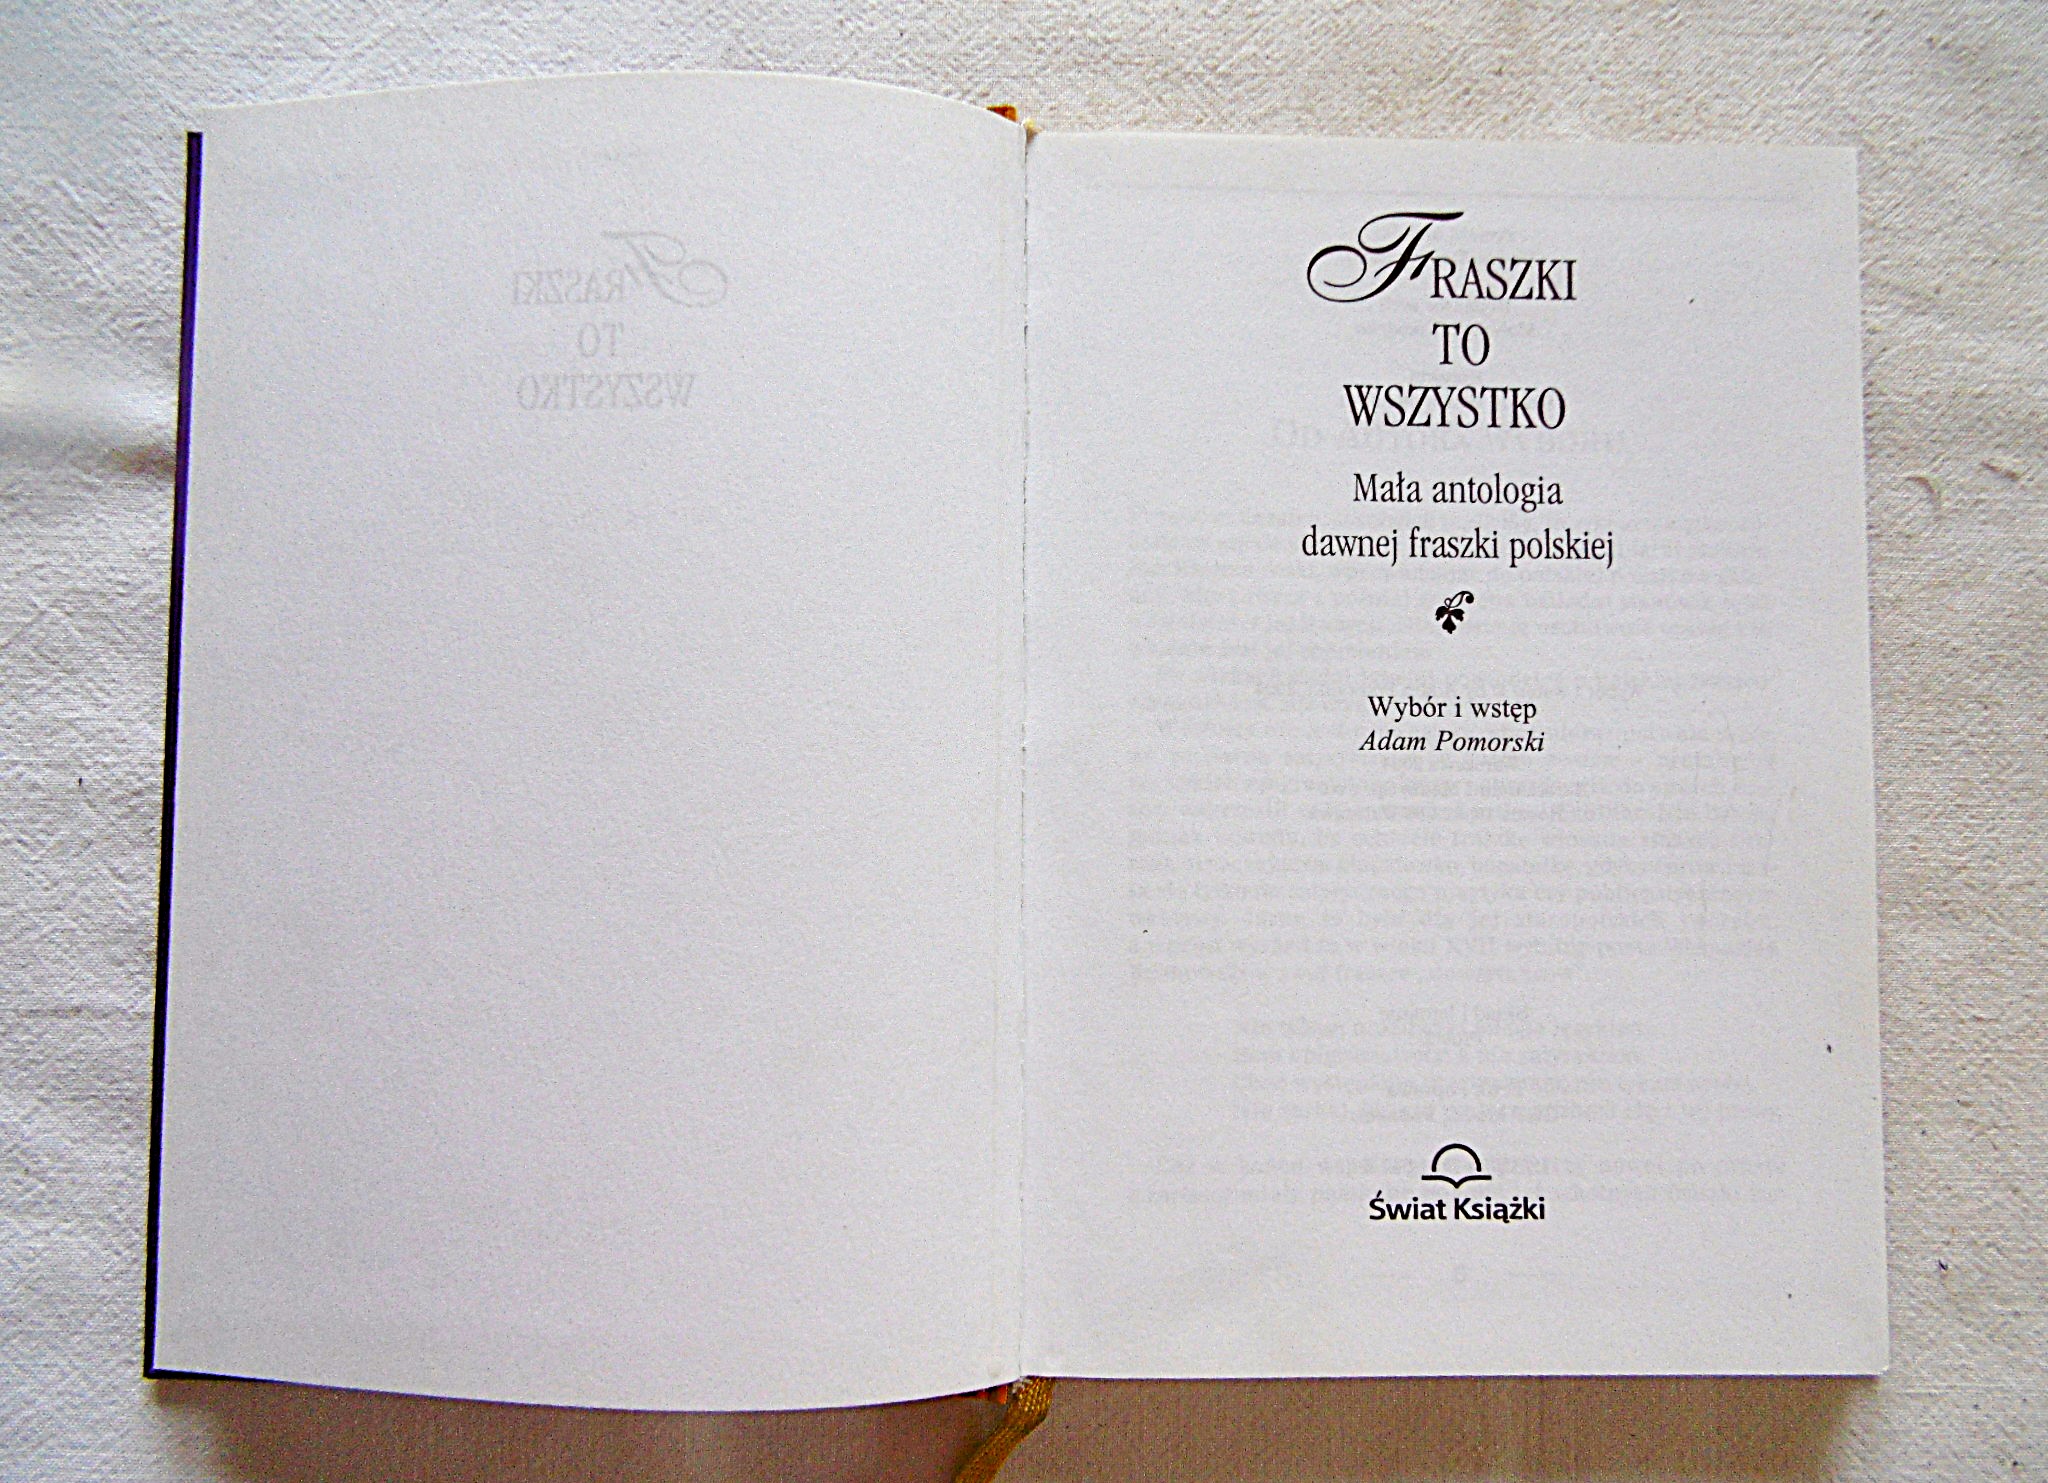 FRASZKI
TO
WSZYSTKO
Mała antologia
dawnej fraszki polskiej
Wybór i wstęp
Adam Pomorski
Świat Książki